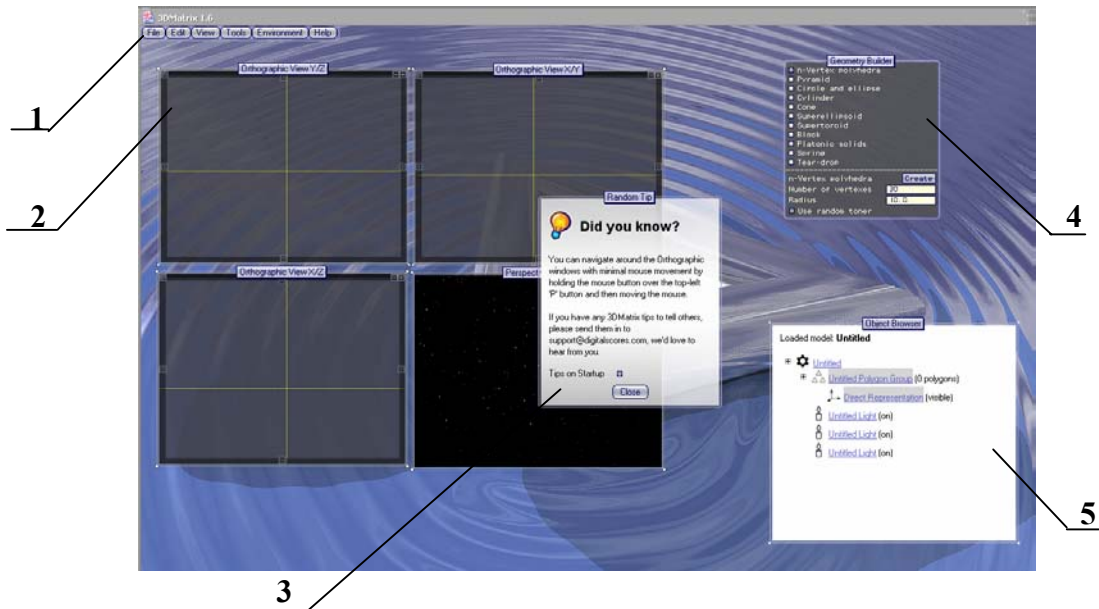 3DMatrix 1.6
File Edit View Tools Environment Help
1
Orthographic View Y/Z
Orthographic View X/Y
2
Geometry Builder
n-Vertex polyhedra
Pyramid
Circle and ellipse
Cylinder
Cone
Superellipsoid
Supertoroid
Block
Platonic solids
Spring
Tear-drop
n-Vertex polyhedra Create
Number of vertexes 20
Radius 10.0
Use random toner
4
Random Tip
Did you know?
You can navigate around the Orthographic
windows with minimal mouse movement by
holding the mouse button over the top-left
'P' button and then moving the mouse.
If you have any 3DMatrix tips to tell others,
please send them in to
support@digitalscores.com, we'd love to
hear from you
Tips on Startup
Close
Orthographic View X/Z
Perspect
3
Object Browser
Loaded model: Untitled
Untitled
Untitled Polygon Group (0 polygons)
Direct Representation (visible)
Untitled Light (on)
Untitled Light (on)
Untitled Light (on)
5